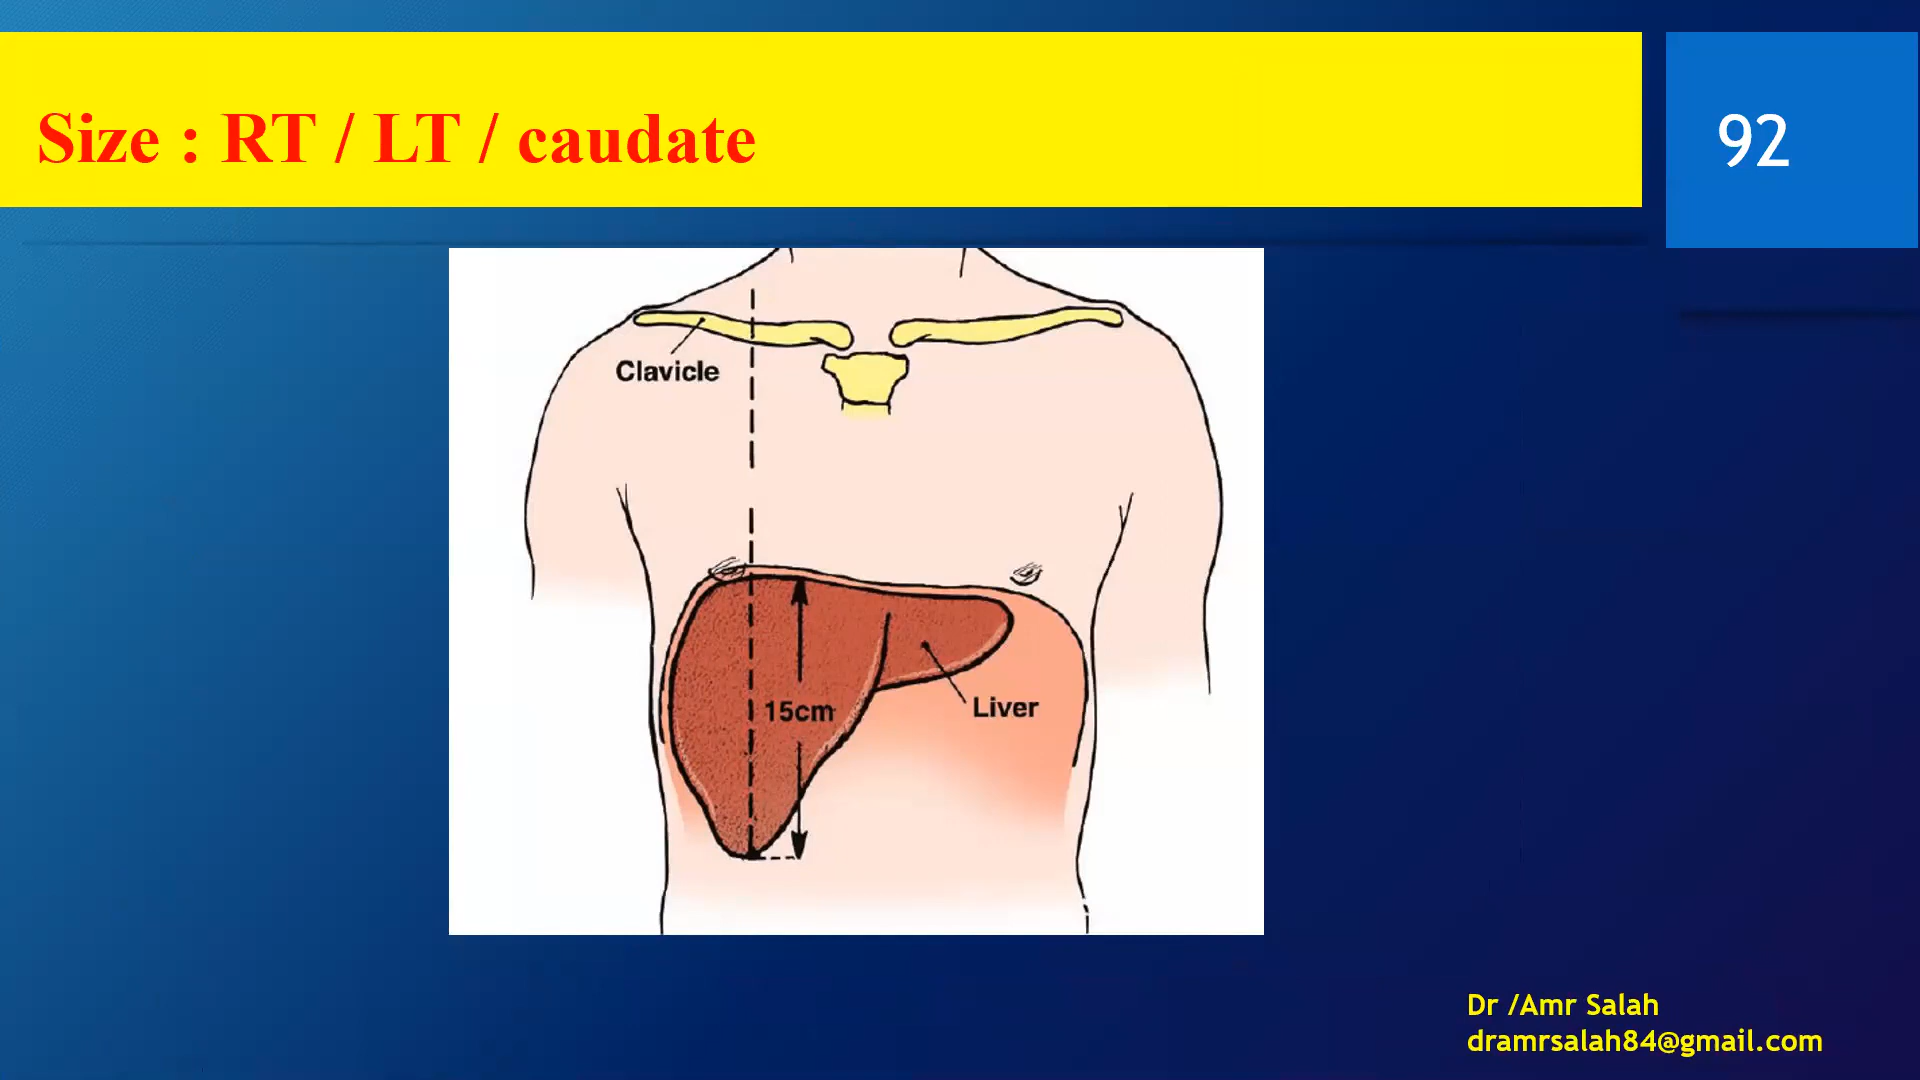 Size : RT / LT / caudate
92
Clavicle
15cm
Liver
Dr /Amr Salah
dramrsalah84@gmail.com